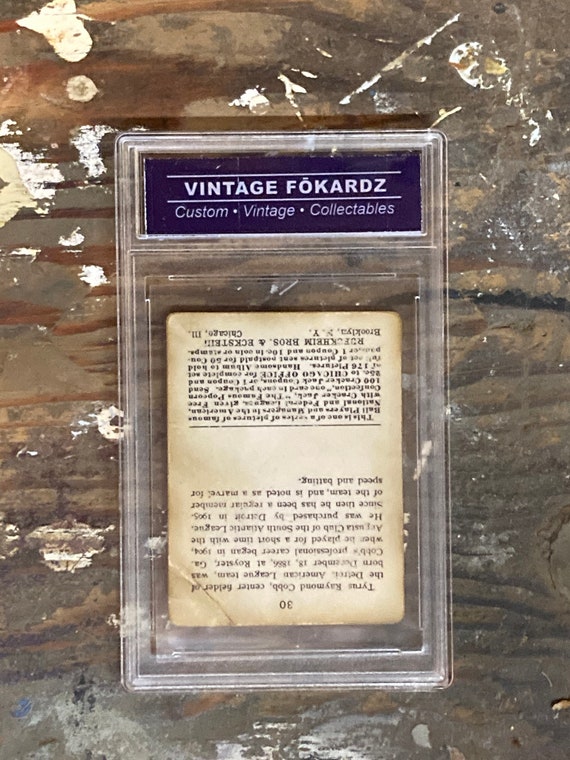 VINTAGE FŌKARDZ
Custom • Vintage • Collectables
30
Tyrus Raymond Cobb, center fielder of
the Detroi. American League team, was
born December 18, 1886, at Royster, Ga.
Cobb's professional career began in 1904,
when he played for a short time with the
Augusta Club of the South Atlantic League.
He was purchased by Detroit in 1905.
Since then he has been a regular member
of the team, and is noted as a marvel for
speed and batting.
This is one of a series of pictures of famous
Ball Players and Managers to the American,
National and Federal Leagues, given Free
with Cracker Jack, "The Famous Popcorn
Confection," one card in each package. Send
100 Cracker Jack Coupons, or 1 Coupon and
25c. to CHICAGO OFFICE for complete set
of 176 Pictures. Handsome Album to hold
full set of pictures sent postpaid for 50 Cou-
pons or 1 Coupon and 10c. in coin or stamps.
RUECKHEIM BROS. & ECKSTEIN
Brooklyn, N. Y. Chicago, Ill.